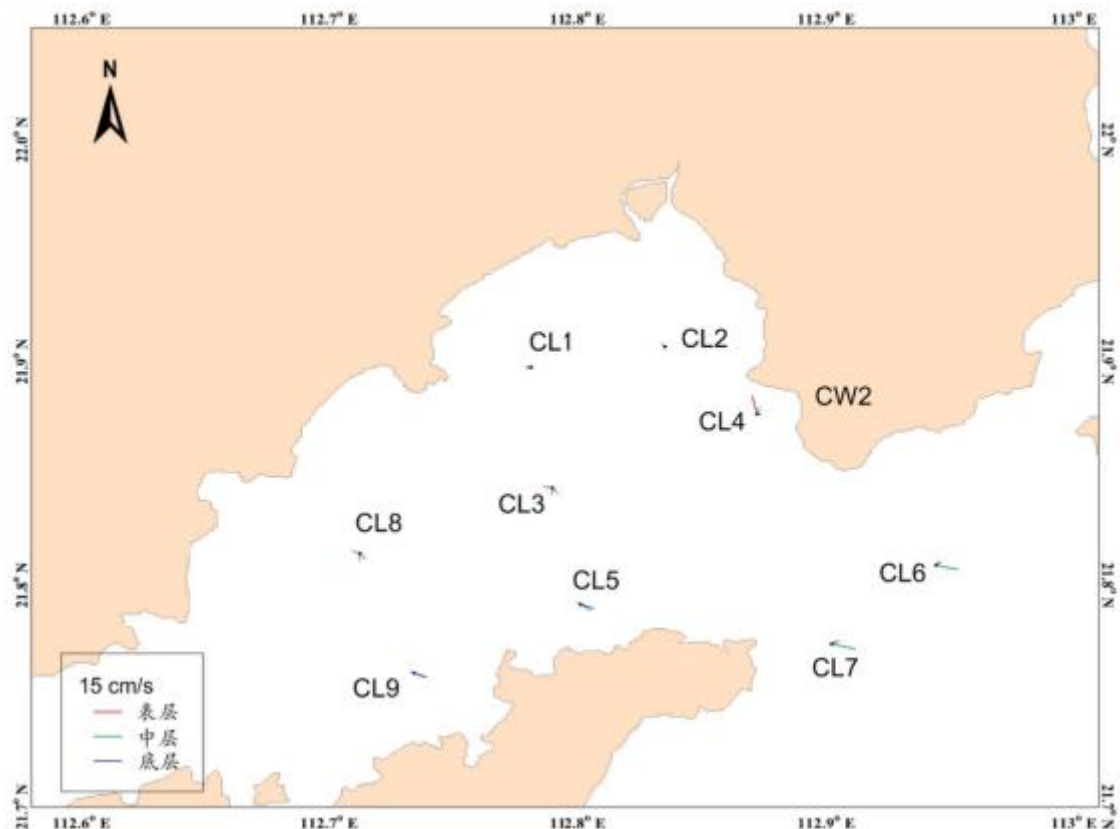 112.6° E 112.7° E 112.8° E 112.9° E 113° E
N
22.0° N 22° N
CL1 CL2
21.9° N 21.9° N
CW2
CL4
CL3
CL8
CL6
CL5
21.8° N 21.8° N
CL7
CL9
15 cm/s
表层
中层
底层
21.7° N 21.7° N
112.6° E 112.7° E 112.8° E 112.9° E 113° E